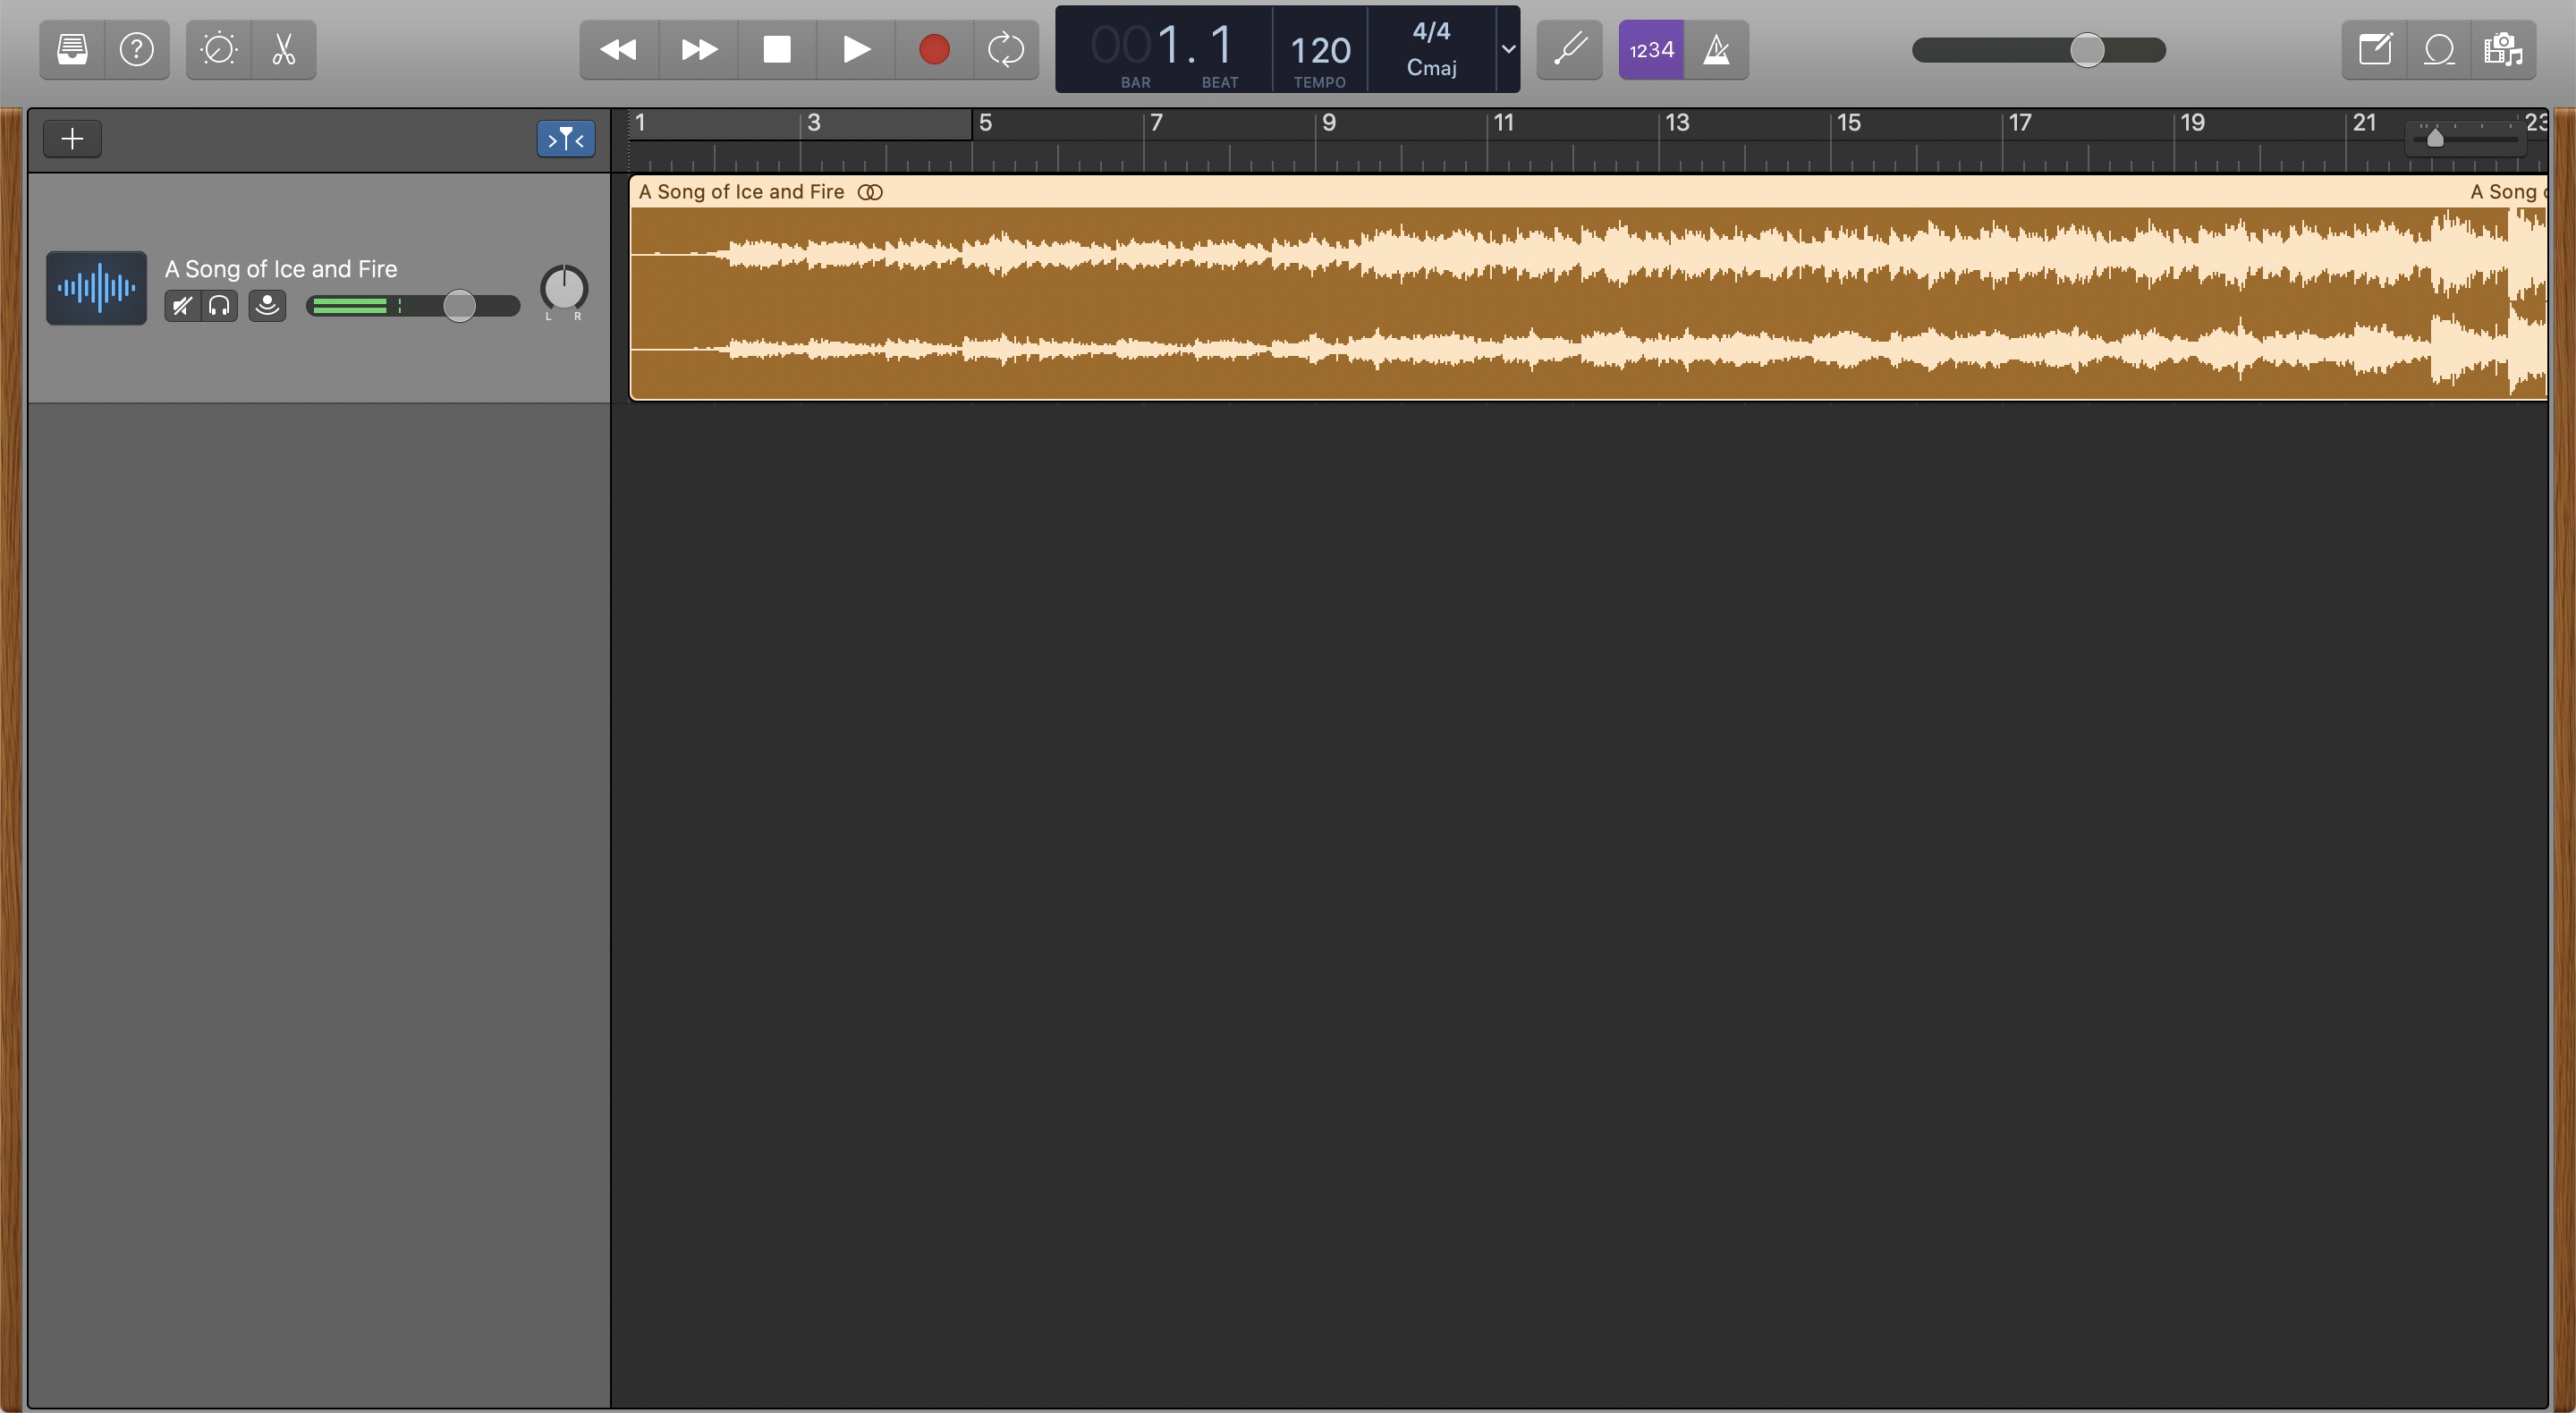 001. 1
BAR BEAT
120
TEMPO
4/4
Cmaj
1234
1 3 5 7 9 11 13 15 17 19 21 23
A Song of Ice and Fire
A Song
A Song of Ice and Fire
L R